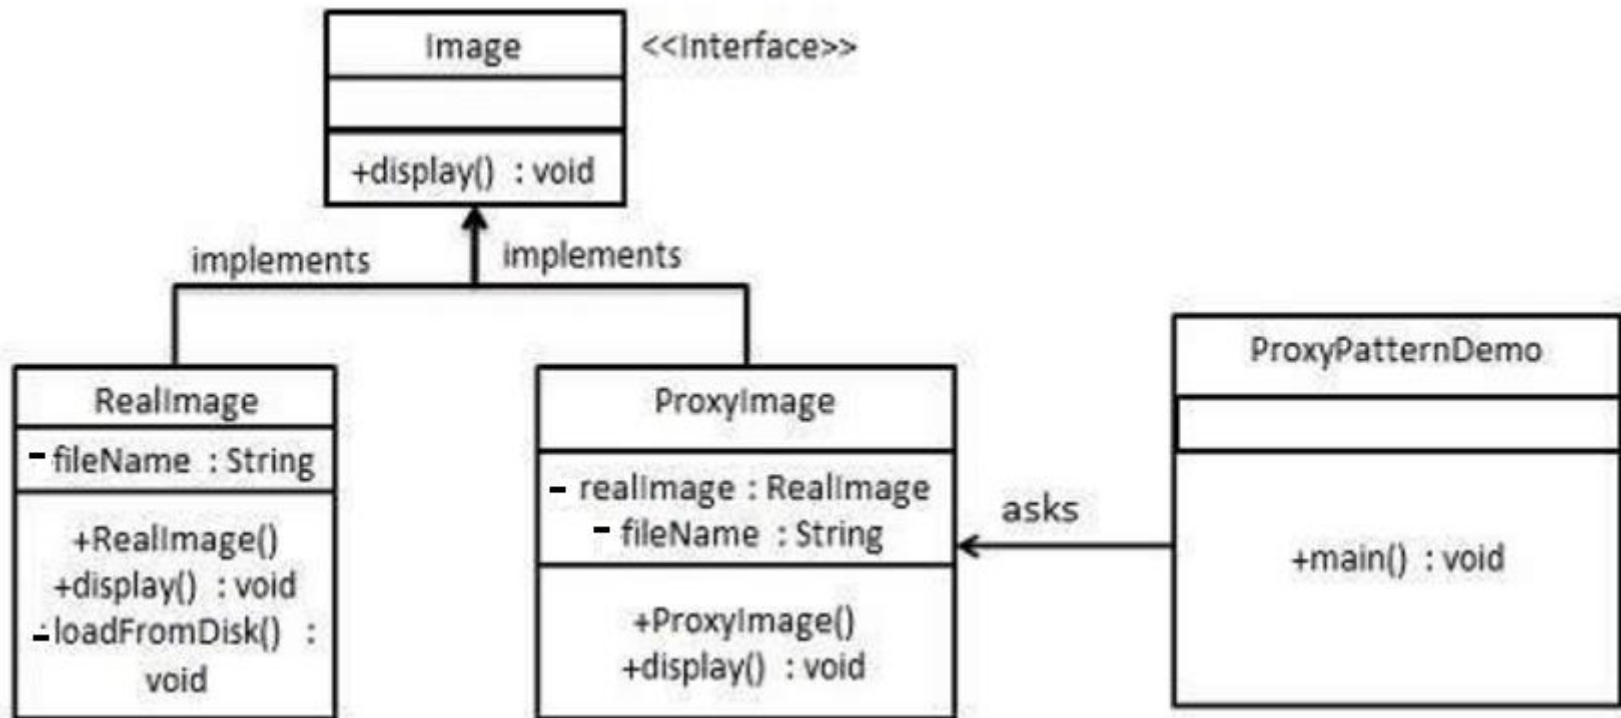 Image
<<Interface>>
+display() : void
implements
implements
RealImage
- fileName : String
+RealImage()
+display() : void
-loadFromDisk() :
void
ProxyImage
- realImage : RealImage
- fileName : String
+ProxyImage()
+display() : void
asks
ProxyPatternDemo
+main() : void